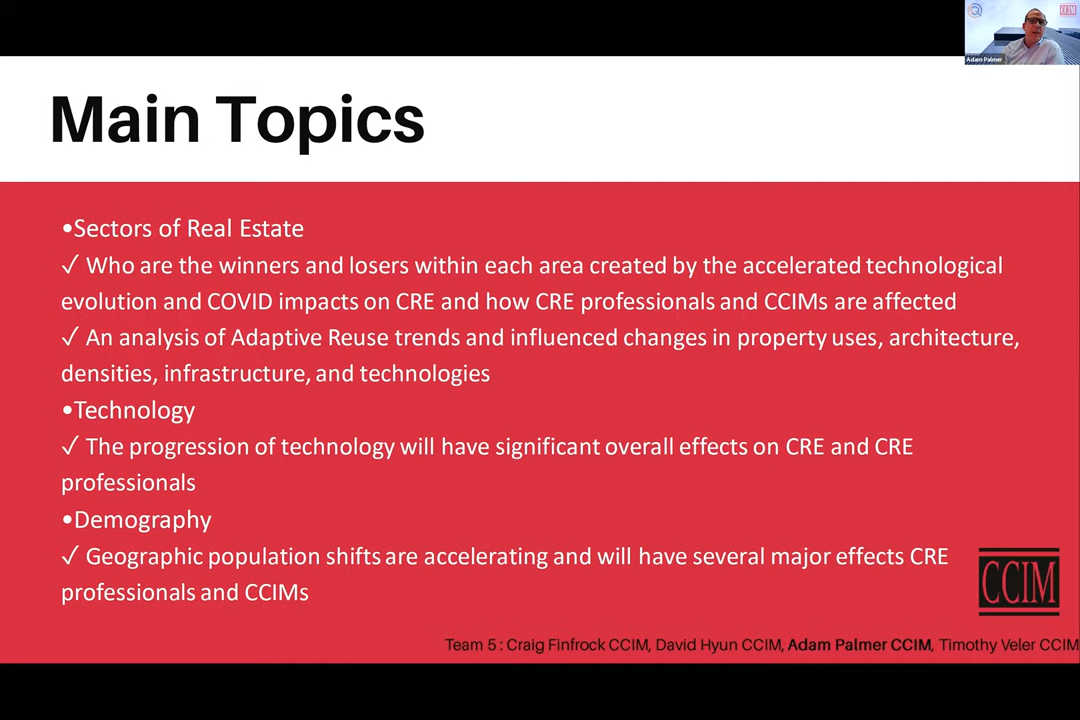 CCIM
Adam Palmer
Main Topics
•Sectors of Real Estate
✓ Who are the winners and losers within each area created by the accelerated technological
evolution and COVID impacts on CRE and how CRE professionals and CCIMs are affected
✓ An analysis of Adaptive Reuse trends and influenced changes in property uses, architecture,
densities, infrastructure, and technologies
•Technology
✓ The progression of technology will have significant overall effects on CRE and CRE
professionals
•Demography
✓ Geographic population shifts are accelerating and will have several major effects CRE
professionals and CCIMs
CCIM
Team 5 : Craig Finfrock CCIM, David Hyun CCIM, Adam Palmer CCIM, Timothy Veler CCIM